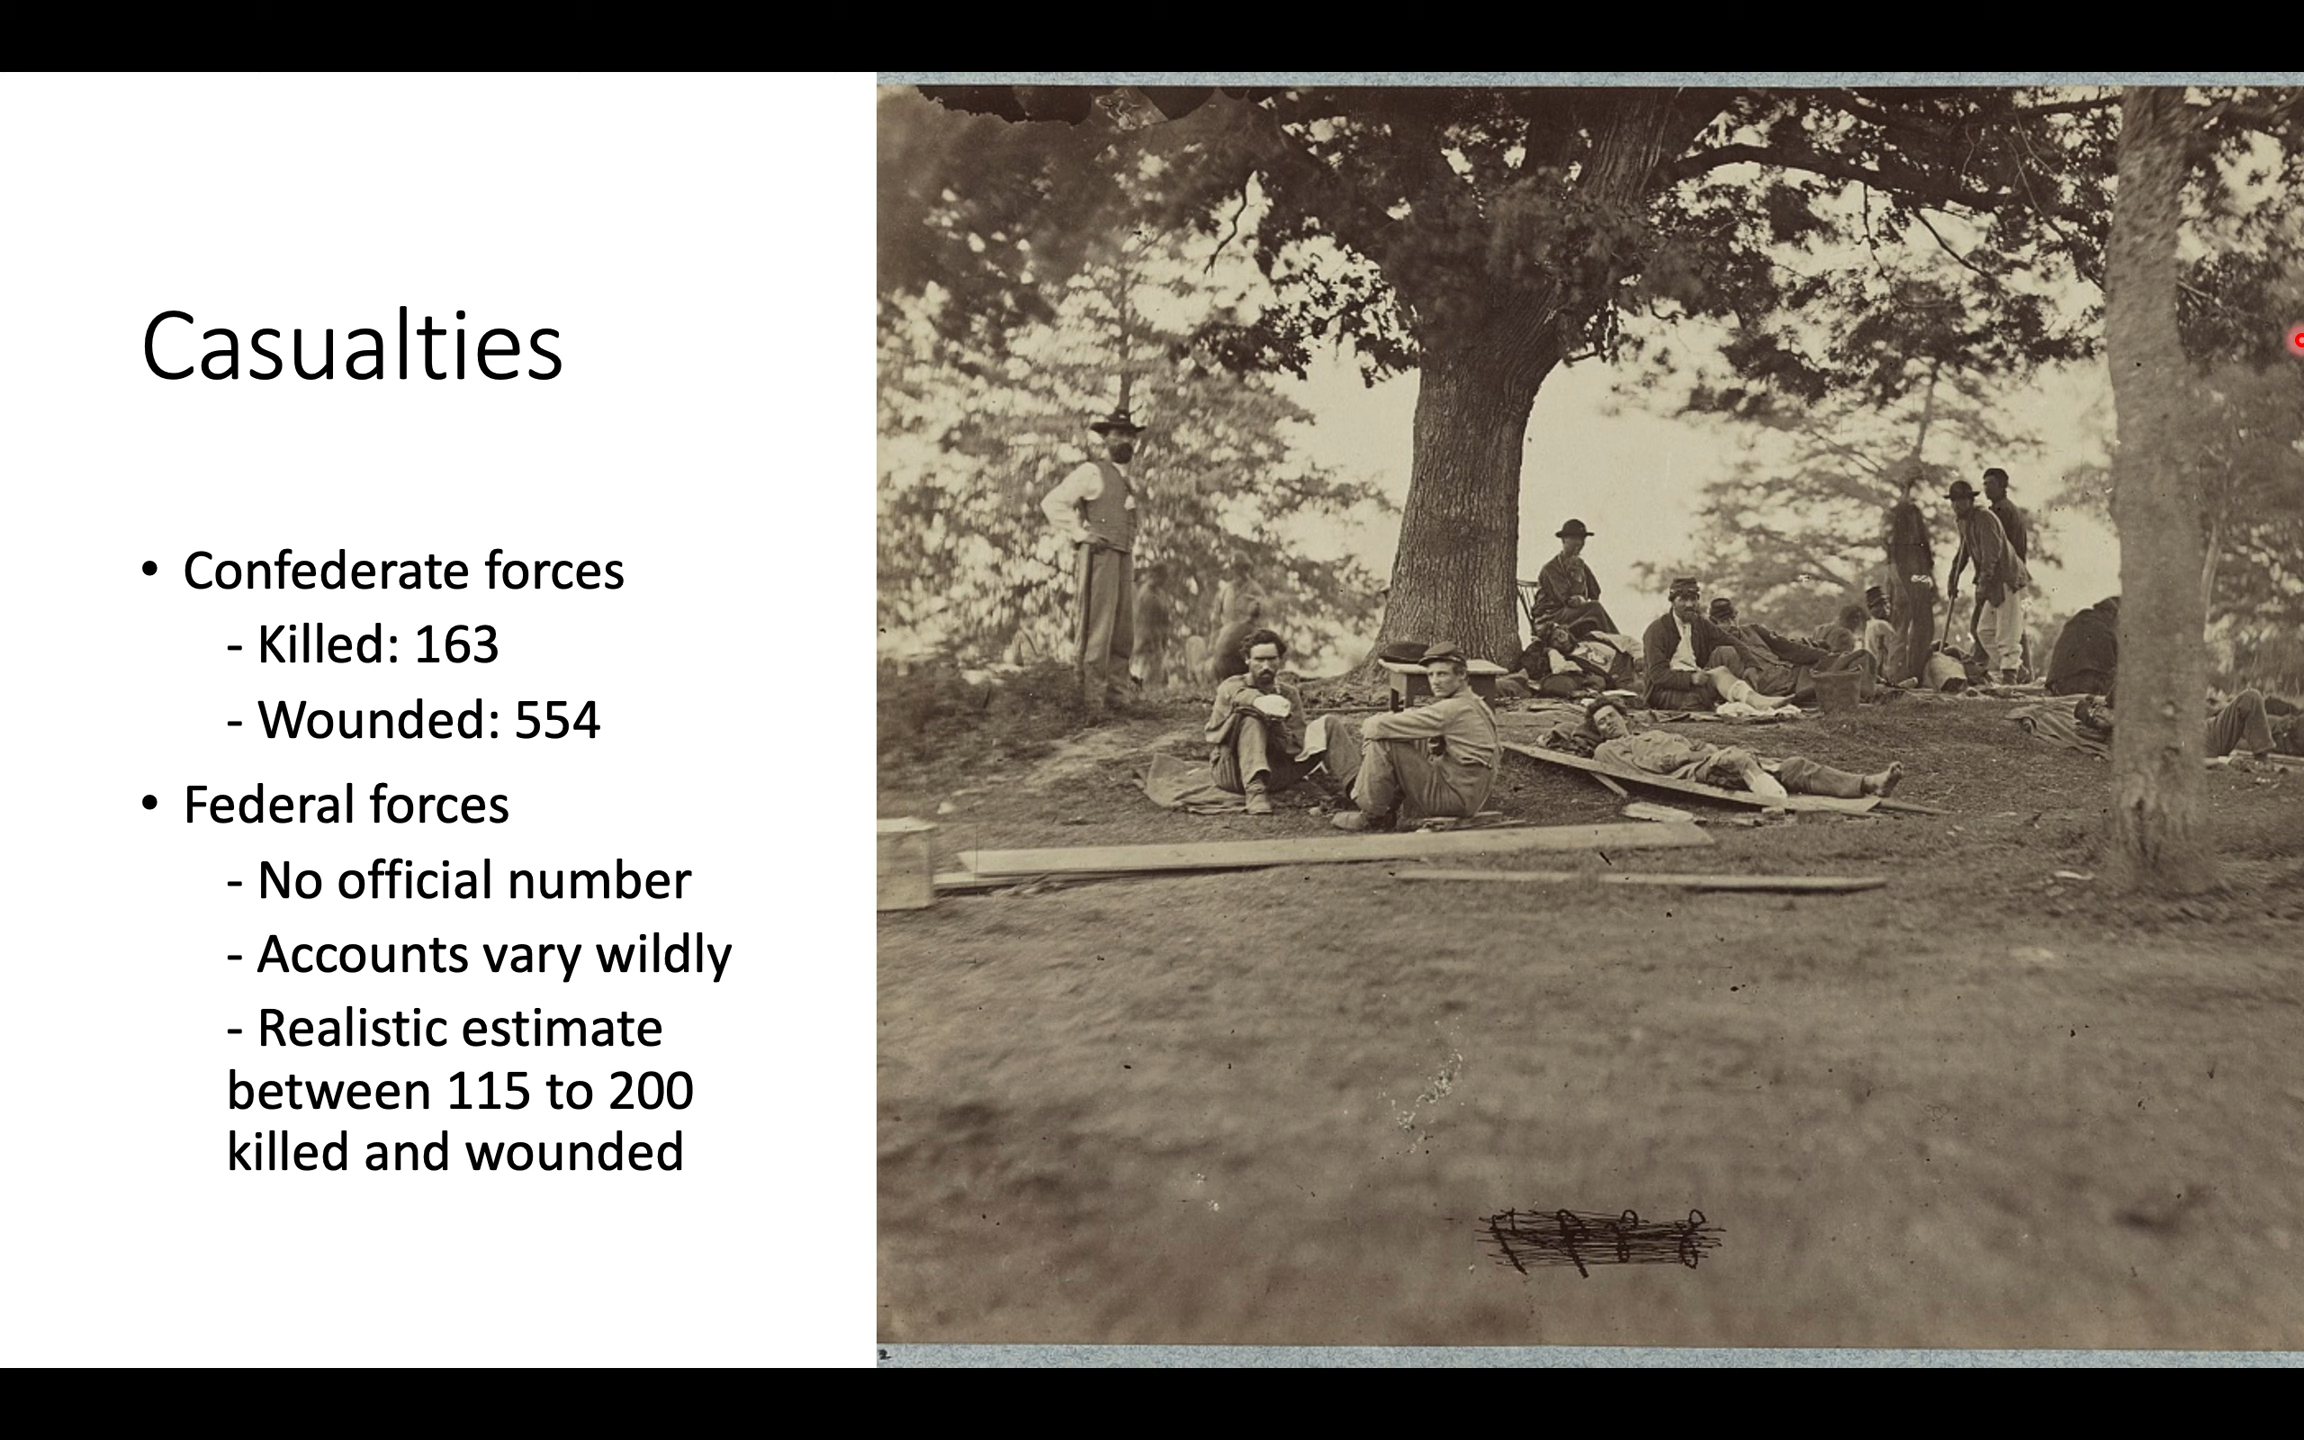 Casualties
• Confederate forces
- Killed: 163
- Wounded: 554
• Federal forces
- No official number
- Accounts vary wildly
- Realistic estimate
between 115 to 200
killed and wounded
2